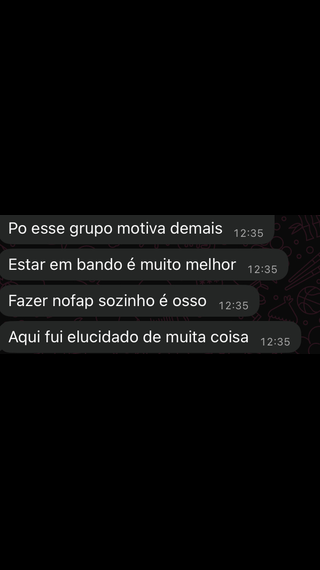 Po esse grupo motiva demais 12:35
Estar em bando é muito melhor 12:35
Fazer nofap sozinho é osso 12:35
Aqui fui elucidado de muita coisa 12:35